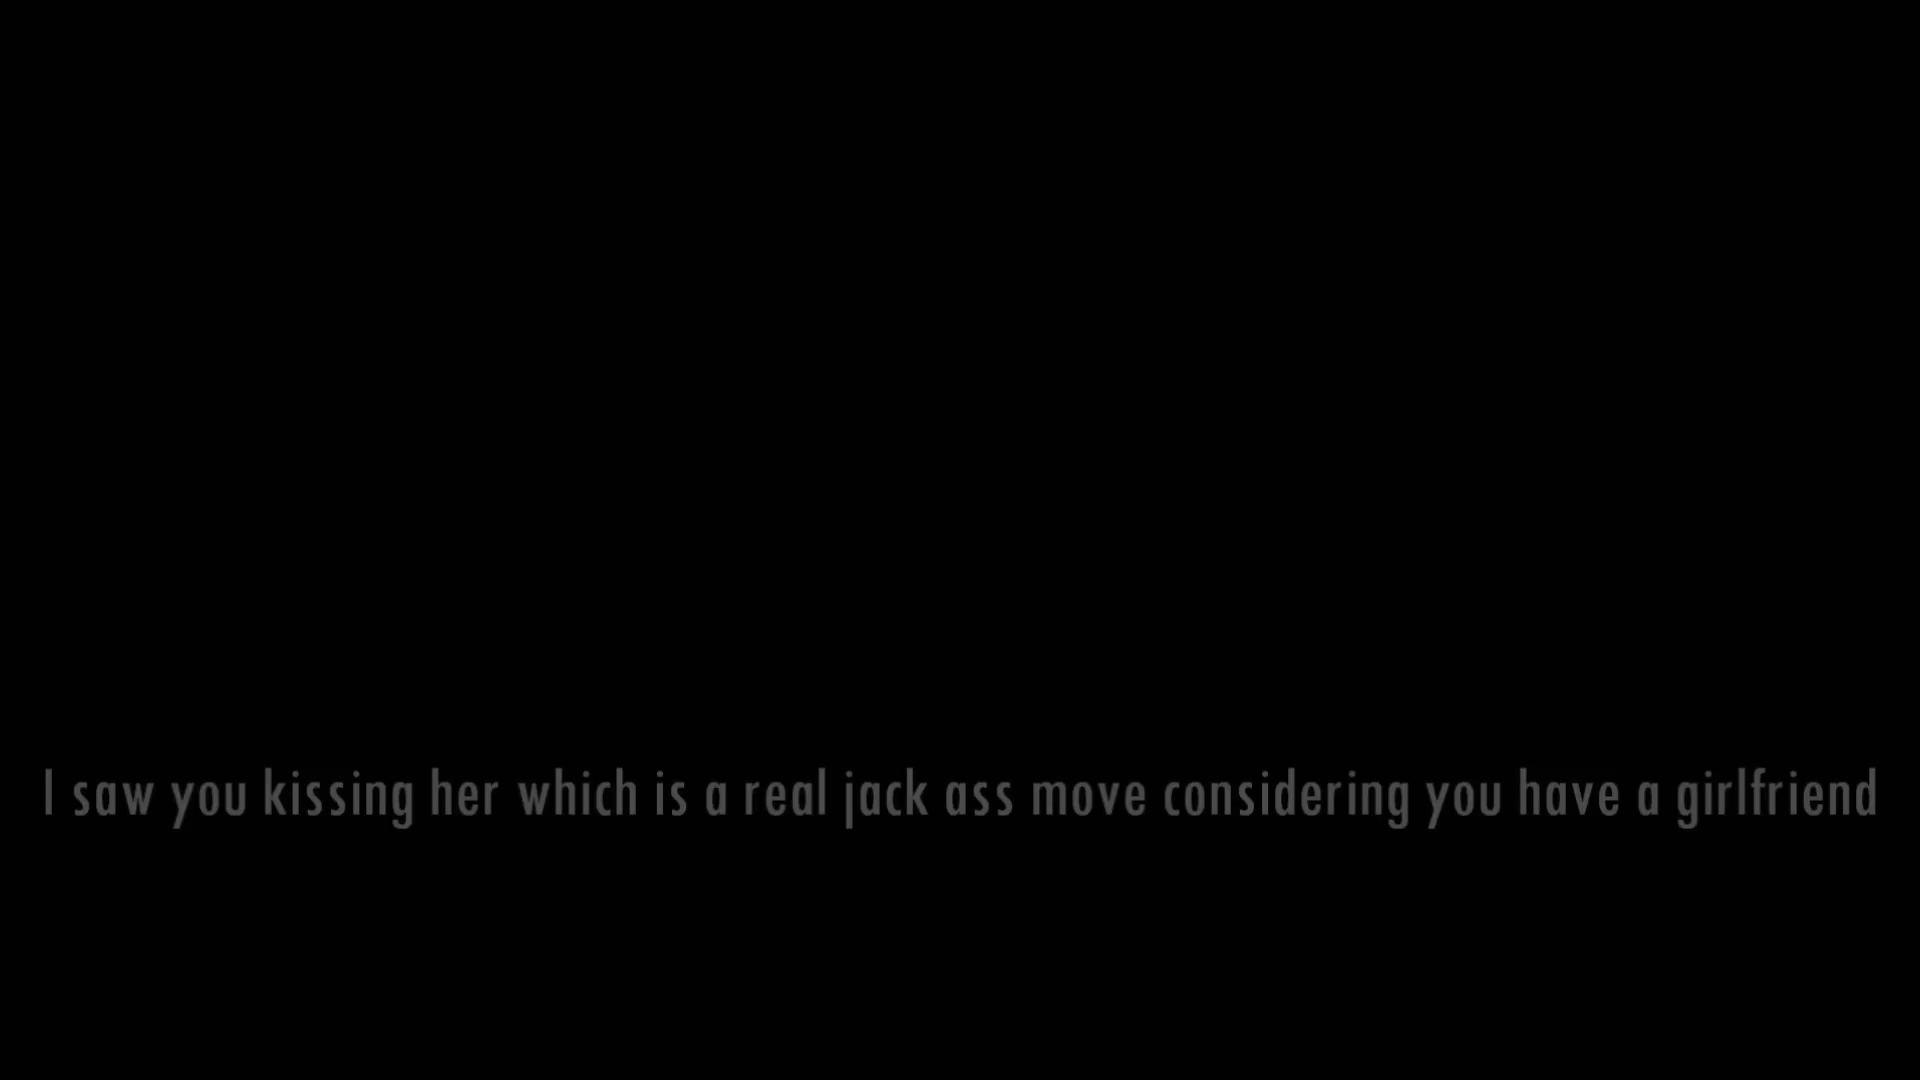 I saw you kissing her which is a real jack ass move considering you have a girlfriend